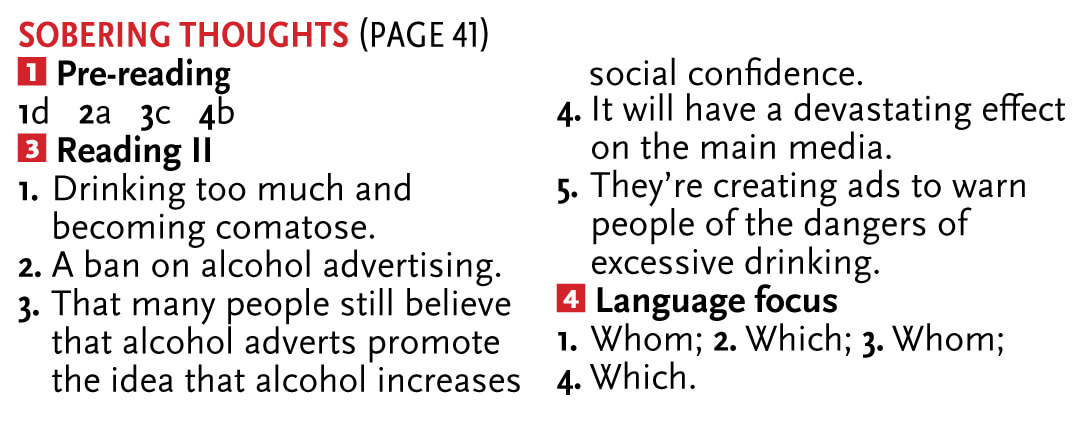 SOBERING THOUGHTS (PAGE 41)
1 Pre-reading
1d 2a 3c 4b
3 Reading II
1. Drinking too much and
becoming comatose.
2. A ban on alcohol advertising.
3. That many people still believe
that alcohol adverts promote
the idea that alcohol increases
social confidence.
4. It will have a devastating effect
on the main media.
5. They’re creating ads to warn
people of the dangers of
excessive drinking.
4 Language focus
1. Whom; 2. Which; 3. Whom;
4. Which.